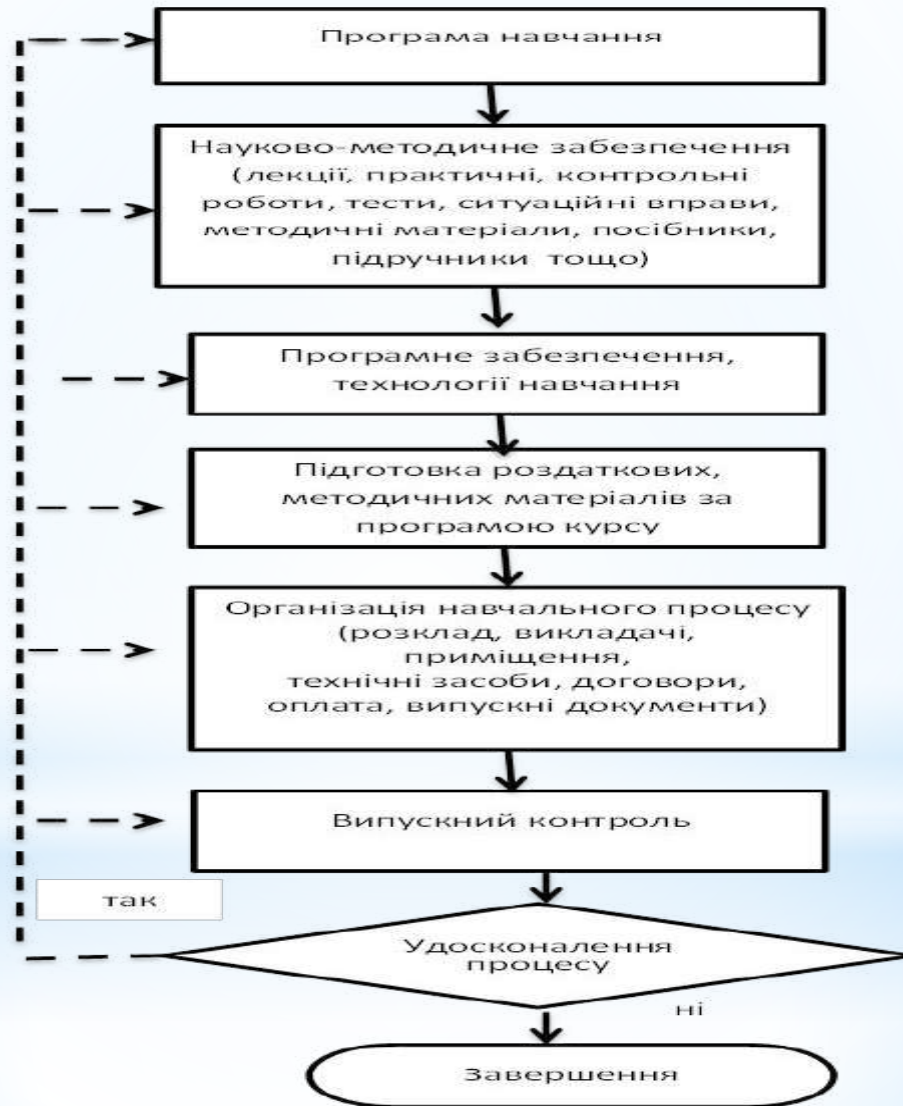 Програма навчання
Науково-методичне забезпечення
(лекції, практичні, контрольні
роботи, тести, ситуаційні вправи,
методичні матеріали, посібники,
підручники тощо)
Програмне забезпечення,
технології навчання
Підготовка роздаткових,
методичних матеріалів за
програмою курсу
Організація навчального процесу
(розклад, викладачі,
приміщення,
технічні засоби, договори,
оплата, випускні документи)
Випускний контроль
так
Удосконалення
процесу
ні
Завершення